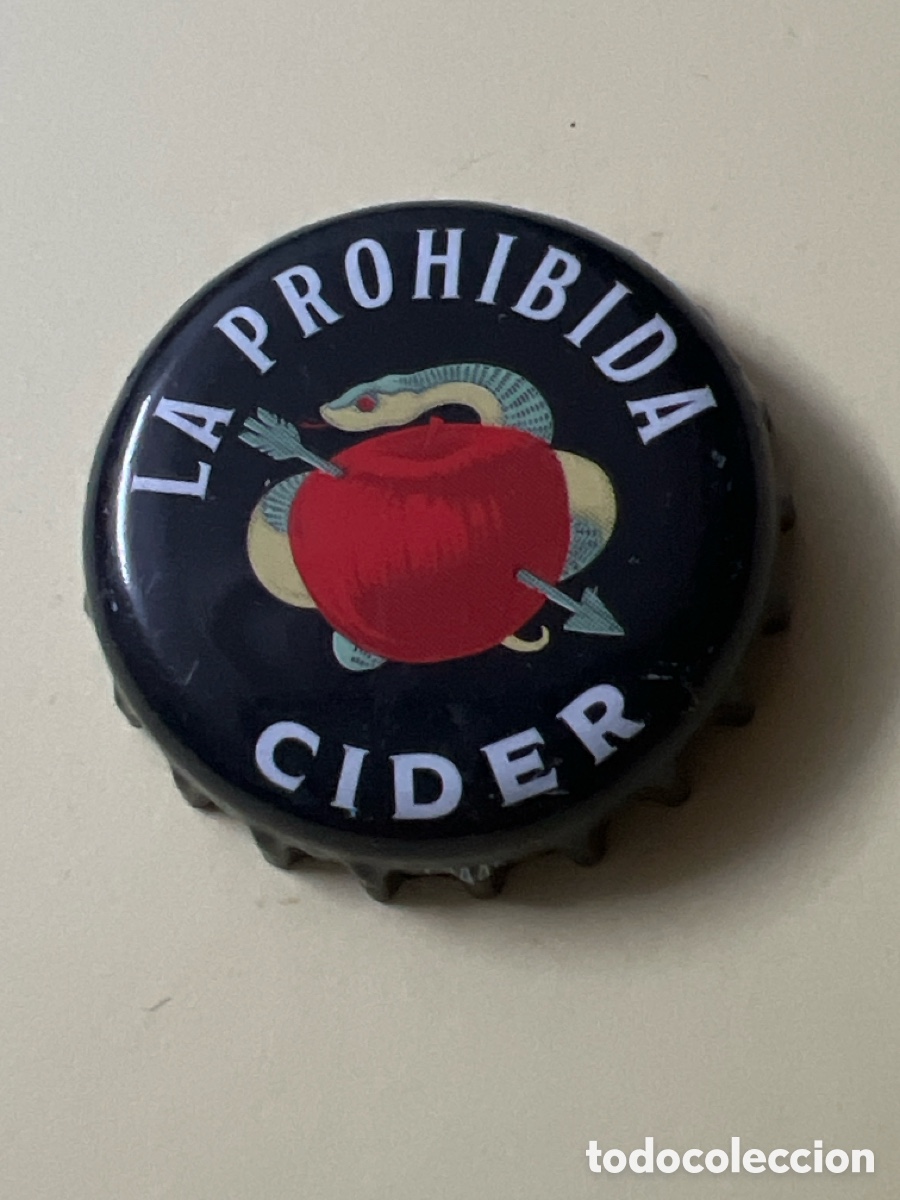 LA PROHIBIDA
CIDER
todocoleccion